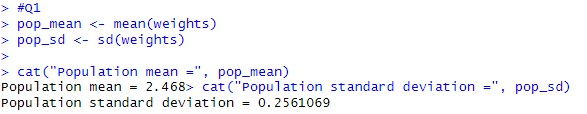 > #Q1
> pop_mean <- mean(weights)
> pop_sd <- sd(weights)
>
> cat("Population mean =", pop_mean)
Population mean = 2.468> cat("Population standard deviation =", pop_sd)
Population standard deviation = 0.2561069